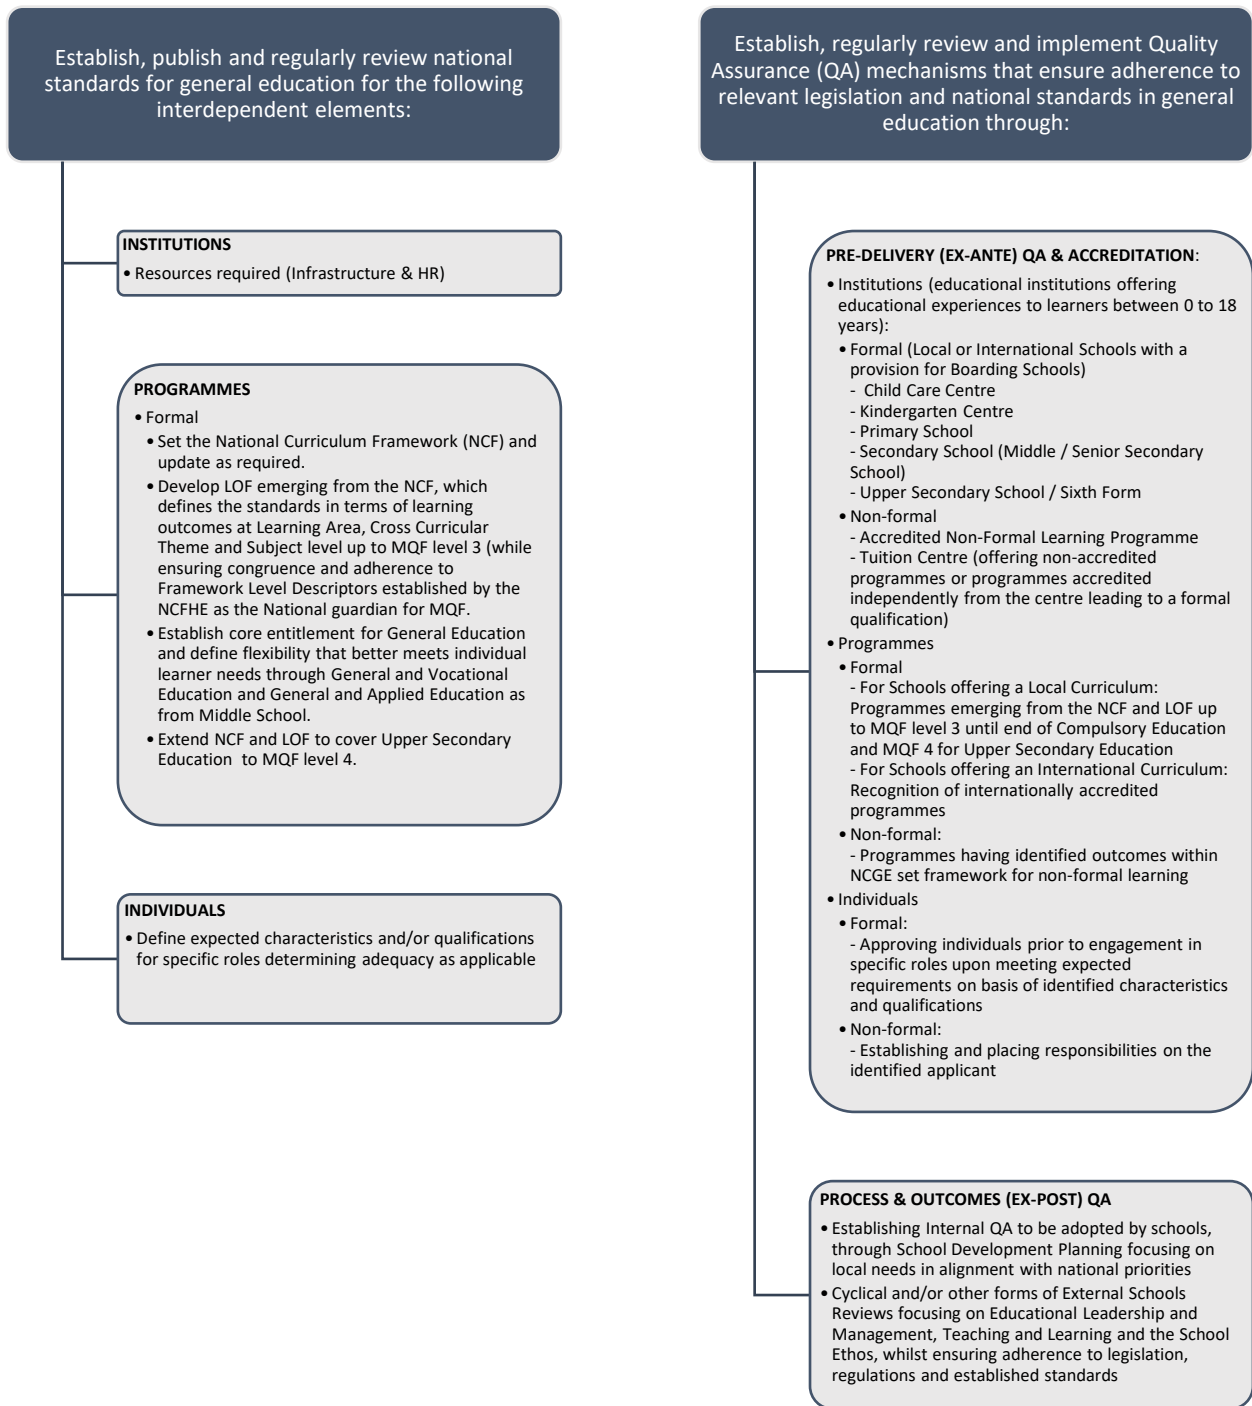 Establish, publish and regularly review national
standards for general education for the following
interdependent elements:
INSTITUTIONS
• Resources required (Infrastructure & HR)
PROGRAMMES
• Formal
• Set the National Curriculum Framework (NCF) and
update as required.
• Develop LOF emerging from the NCF, which
defines the standards in terms of learning
outcomes at Learning Area, Cross Curricular
Theme and Subject level up to MQF level 3 (while
ensuring congruence and adherence to
Framework Level Descriptors established by the
NCFHE as the National guardian for MQF.
• Establish core entitlement for General Education
and define flexibility that better meets individual
learner needs through General and Vocational
Education and General and Applied Education as
from Middle School.
• Extend NCF and LOF to cover Upper Secondary
Education to MQF level 4.
INDIVIDUALS
• Define expected characteristics and/or qualifications
for specific roles determining adequacy as applicable
Establish, regularly review and implement Quality
Assurance (QA) mechanisms that ensure adherence to
relevant legislation and national standards in general
education through:
PRE-DELIVERY (EX-ANTE) QA & ACCREDITATION:
• Institutions (educational institutions offering
educational experiences to learners between 0 to 18
years):
• Formal (Local or International Schools with a
provision for Boarding Schools)
- Child Care Centre
- Kindergarten Centre
- Primary School
- Secondary School (Middle / Senior Secondary
School)
- Upper Secondary School / Sixth Form
• Non-formal
- Accredited Non-Formal Learning Programme
- Tuition Centre (offering non-accredited
programmes or programmes accredited
independently from the centre leading to a formal
qualification)
• Programmes
• Formal
- For Schools offering a Local Curriculum:
Programmes emerging from the NCF and LOF up
to MQF level 3 until end of Compulsory Education
and MQF 4 for Upper Secondary Education
- For Schools offering an International Curriculum:
Recognition of internationally accredited
programmes
• Non-formal:
- Programmes having identified outcomes within
NCGE set framework for non-formal learning
• Individuals
• Formal:
- Approving individuals prior to engagement in
specific roles upon meeting expected
requirements on basis of identified characteristics
and qualifications
• Non-formal:
- Establishing and placing responsibilities on the
identified applicant
PROCESS & OUTCOMES (EX-POST) QA
• Establishing Internal QA to be adopted by schools,
through School Development Planning focusing on
local needs in alignment with national priorities
• Cyclical and/or other forms of External Schools
Reviews focusing on Educational Leadership and
Management, Teaching and Learning and the School
Ethos, whilst ensuring adherence to legislation,
regulations and established standards